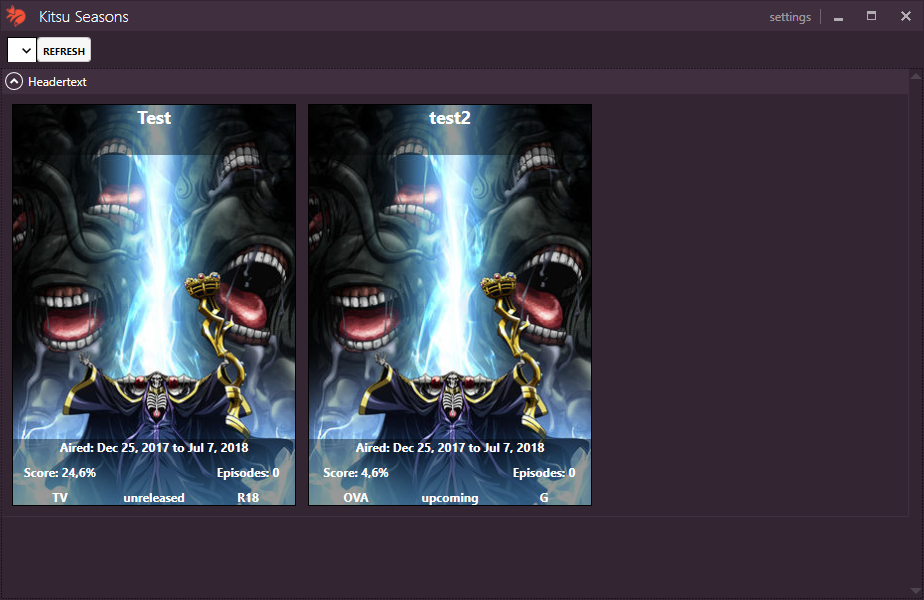 Kitsu Seasons
settings
REFRESH
Headertext
Test
Aired: Dec 25, 2017 to Jul 7, 2018
Score: 24,6% Episodes: 0
TV unreleased R18
test2
Aired: Dec 25, 2017 to Jul 7, 2018
Score: 4,6% Episodes: 0
OVA upcoming G